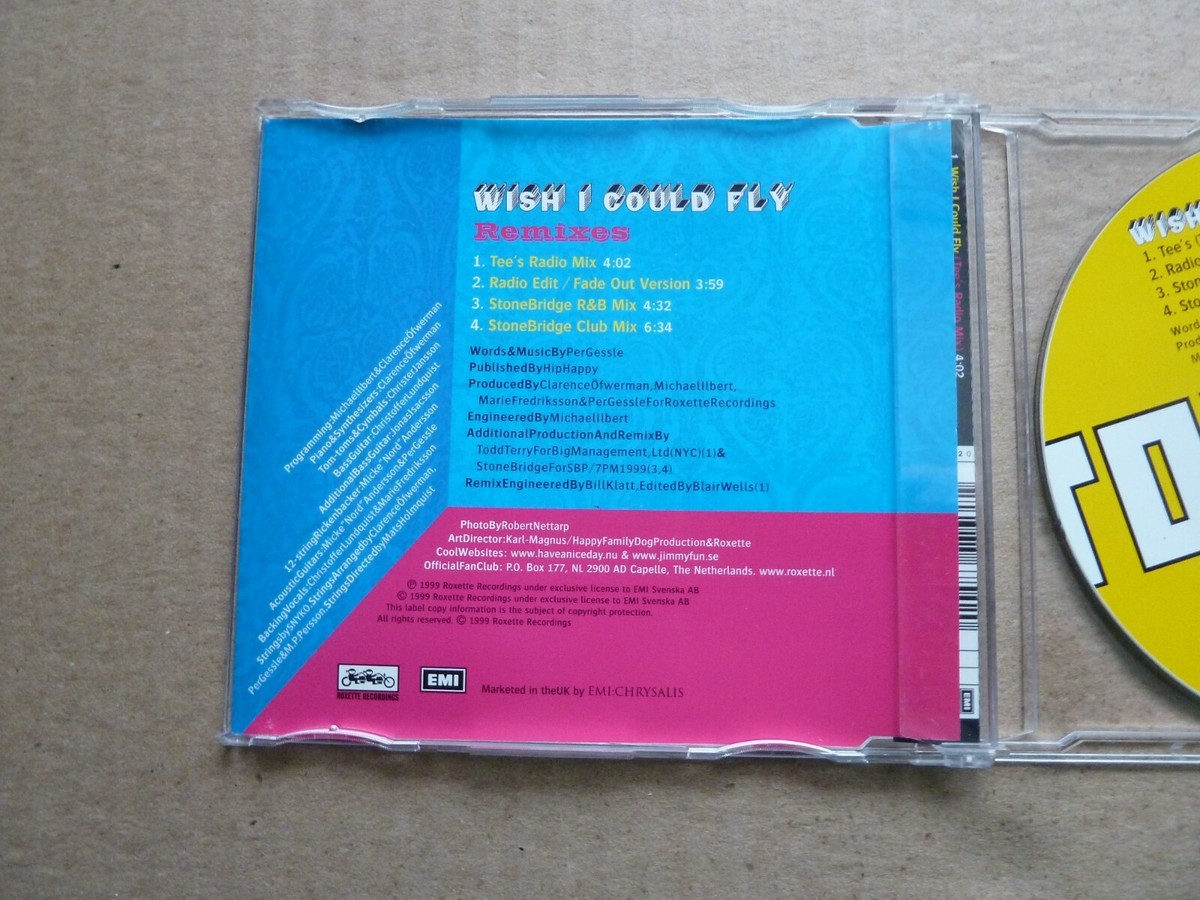 WISH I COULD FLY
Remixes
1. Tee's Radio Mix 4:02
2. Radio Edit / Fade Out Version 3:59
3. StoneBridge R&B Mix 4:32
4. StoneBridge Club Mix 6:34
Words&MusicByPerGessle
PublishedByHipHappy
ProducedByClarenceÖfwerman,MichaelIlbert,
MarieFredriksson&PerGessleForRoxetteRecordings
EngineeredByMichaelIlbert
AdditionalProductionAndRemixBy
ToddTerryForBigManagement,Ltd(NYC)(1)&
StoneBridgeForSBP/7PM1999(3,4)
RemixEngineeredByBillKlatt,EditedByBlairWells(1)
Programming:MichaelIlbert&ClarenceÖfwerman
Piano&Synthesizers:ClarenceÖfwerman
Tom-toms&Cymbals:ChristerJansson
BassGuitar:ChristofferLundquist
AdditionalBassGuitar:JonasIsacsson
12-stringRickenbacker:Micke"Nord"Andersson
AcousticGuitars:Micke"Nord"Andersson&PerGessle
BackingVocals:ChristofferLundquist&MarieFredriksson
StringsbySNYKO.StringsArrangedbyClarenceÖfwerman,
PerGessle&M.P.Persson.StringsDirectedbyMatsHolmquist
PhotoByRobertNettarp
ArtDirector:Karl-Magnus/HappyFamilyDogProduction&Roxette
CoolWebsites: www.haveaniceday.nu & www.jimmyfun.se
OfficialFanClub: P.O. Box 177, NL 2900 AD Capelle, The Netherlands. www.roxette.nl
℗ 1999 Roxette Recordings under exclusive license to EMI Svenska AB
© 1999 Roxette Recordings under exclusive license to EMI Svenska AB
This label copy information is the subject of copyright protection.
All rights reserved. © 1999 Roxette Recordings
ROXETTE RECORDINGS
EMI
Marketed in theUK by EMI:CHRYSALIS
1. Wish I Could Fly (Tee's Radio Mix) 4:02
20
EMI
WISH
1. Tee's
2. Radio
3. Ston
4. Sto
Word
Prod